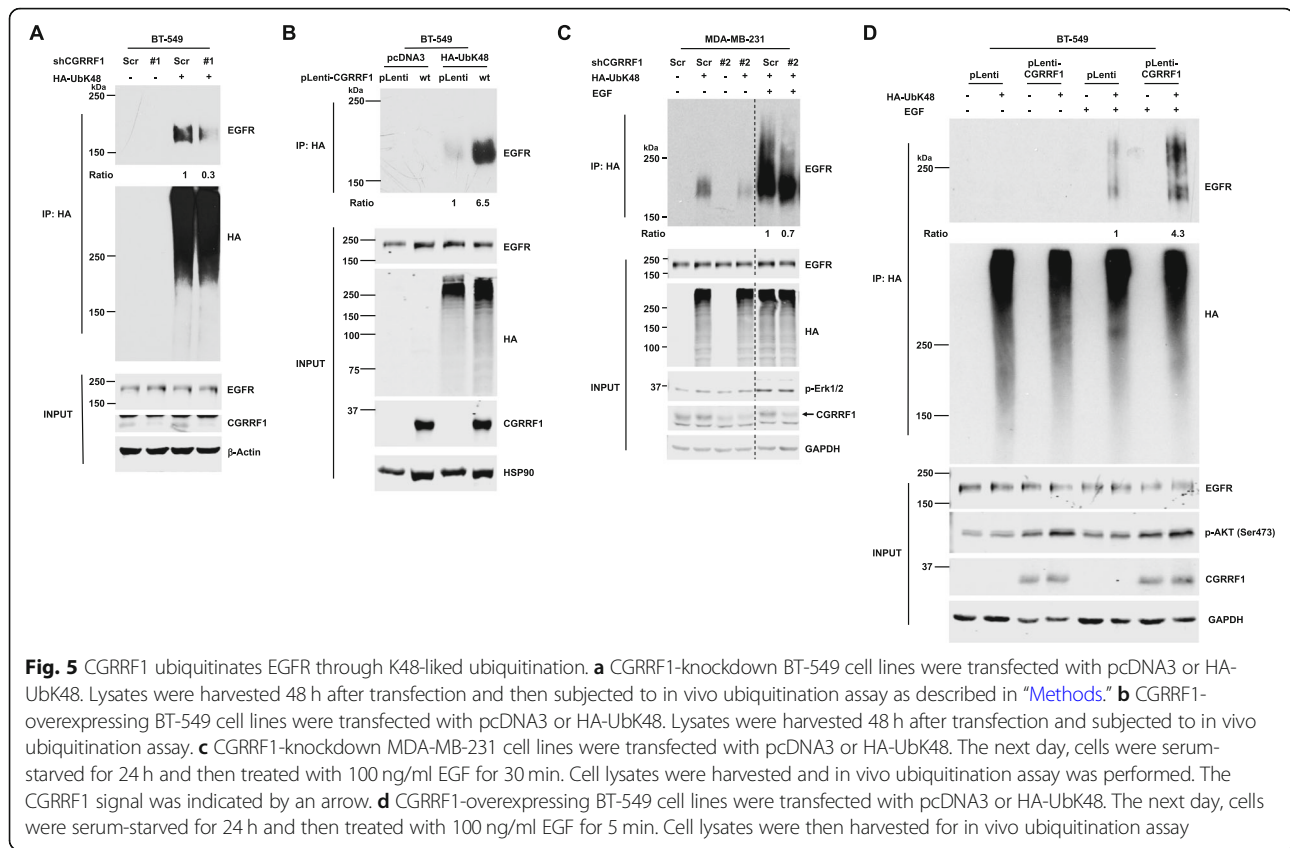 A
BT-549
shCGRRF1 Scr #1 Scr #1
HA-UbK48 - - + +
kDa
250
150
IP: HA
EGFR
Ratio 1 0.3
250
150
HA
INPUT
250
150
EGFR
CGRRF1
β-Actin
B
BT-549
pcDNA3 HA-UbK48
pLenti-CGRRF1 pLenti wt pLenti wt
kDa
250
150
IP: HA
EGFR
Ratio 1 6.5
INPUT
250
150
EGFR
250
150
100
75
HA
37
CGRRF1
HSP90
C
MDA-MB-231
shCGRRF1 Scr Scr #2 #2 Scr #2
HA-UbK48 - + - + + +
EGF - - - - + +
kDa
250
150
IP: HA
EGFR
Ratio 1 0.7
INPUT
250
150
EGFR
250
150
100
HA
37
p-Erk1/2
CGRRF1
GAPDH
D
BT-549
pLenti pLenti-CGRRF1 pLenti pLenti-CGRRF1
HA-UbK48 - + - + - + - +
EGF - - - - + + + +
kDa
250
IP: HA
EGFR
Ratio 1 4.3
250
150
HA
INPUT
250
150
EGFR
p-AKT (Ser473)
37
CGRRF1
GAPDH
Fig. 5 CGRRF1 ubiquitinates EGFR through K48-liked ubiquitination. a CGRRF1-knockdown BT-549 cell lines were transfected with pcDNA3 or HA-
UbK48. Lysates were harvested 48 h after transfection and then subjected to in vivo ubiquitination assay as described in “Methods.” b CGRRF1-
overexpressing BT-549 cell lines were transfected with pcDNA3 or HA-UbK48. Lysates were harvested 48 h after transfection and subjected to in vivo
ubiquitination assay. c CGRRF1-knockdown MDA-MB-231 cell lines were transfected with pcDNA3 or HA-UbK48. The next day, cells were serum-
starved for 24 h and then treated with 100 ng/ml EGF for 30 min. Cell lysates were harvested and in vivo ubiquitination assay was performed. The
CGRRF1 signal was indicated by an arrow. d CGRRF1-overexpressing BT-549 cell lines were transfected with pcDNA3 or HA-UbK48. The next day, cells
were serum-starved for 24 h and then treated with 100 ng/ml EGF for 5 min. Cell lysates were then harvested for in vivo ubiquitination assay